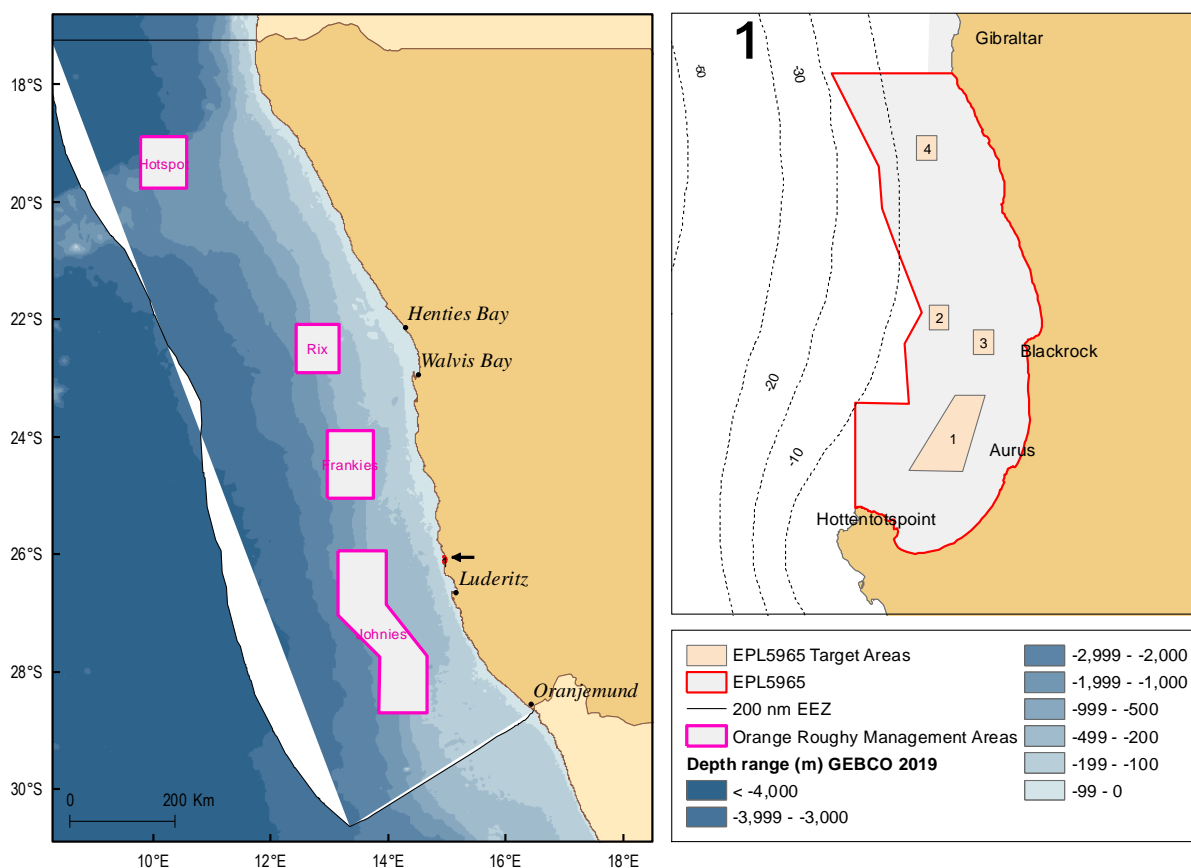 18°S
20°S
22°S
24°S
26°S
28°S
30°S
10°E
12°E
14°E
16°E
18°E
Hotspot
Rix
Frankies
Johnies
Henties Bay
Walvis Bay
Luderitz
Oranjemund
0
200 Km
1
Gibraltar
-50
-30
-20
-10
4
2
3
Blackrock
1
Aurus
Hottentotspoint
EPL5965 Target Areas
EPL5965
200 nm EEZ
Orange Roughy Management Areas
Depth range (m) GEBCO 2019
< -4,000
-3,999 - -3,000
-2,999 - -2,000
-1,999 - -1,000
-999 - -500
-499 - -200
-199 - -100
-99 - 0